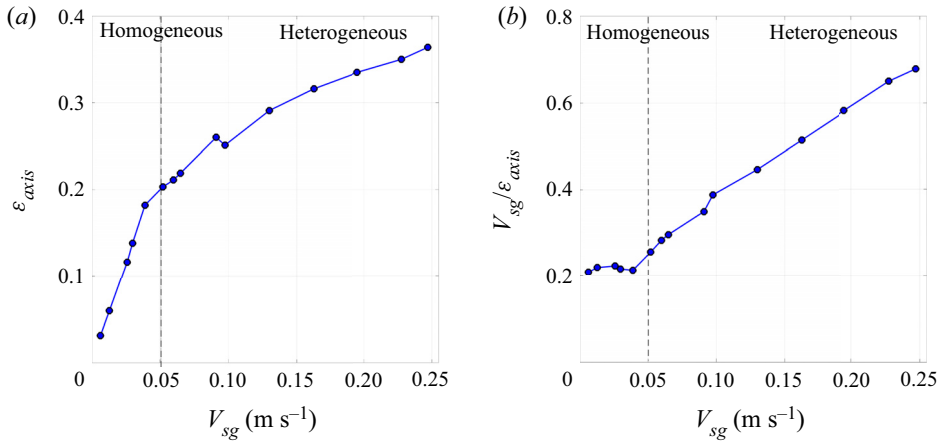 (a)
Homogeneous
Heterogeneous
0.4
0.3
0.2
0.1
0
0.05
0.10
0.15
0.20
0.25
ε_axis
V_sg (m s⁻¹)
(b)
Homogeneous
Heterogeneous
0.8
0.6
0.4
0.2
0
0.05
0.10
0.15
0.20
0.25
V_sg/ε_axis
V_sg (m s⁻¹)